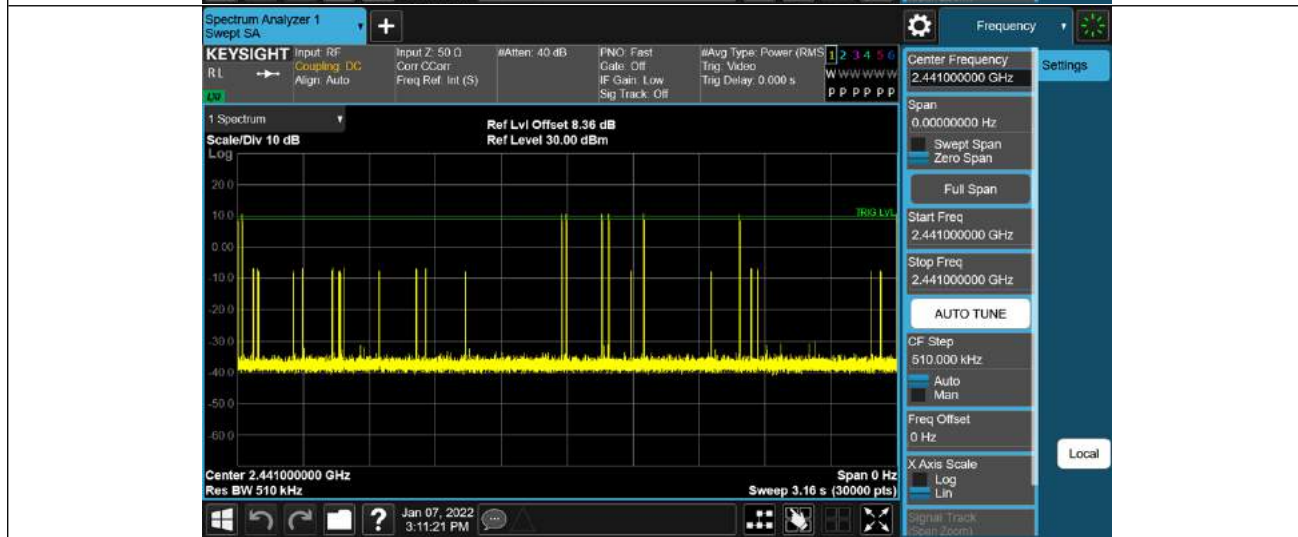 Spectrum Analyzer 1
Swept SA
Frequency
KEYSIGHT
RL
LXI
Input: RF
Coupling: DC
Align: Auto
Input Z: 50 Ω
Corr CCorr
Freq Ref: Int (S)
#Atten: 40 dB
PNO: Fast
Gate: Off
IF Gain: Low
Sig Track: Off
#Avg Type: Power (RMS
Trig: Video
Trig Delay: 0.000 s
1 2 3 4 5 6
W W W W W W
P P P P P P
1 Spectrum
Scale/Div 10 dB
Ref Lvl Offset 8.36 dB
Ref Level 30.00 dBm
Log
20.0
10.0
0.00
-10.0
-20.0
-30.0
-40.0
-50.0
-60.0
TRIG LVL
Center 2.441000000 GHz
Res BW 510 kHz
Span 0 Hz
Sweep 3.16 s (30000 pts)
Center Frequency
2.441000000 GHz
Settings
Span
0.00000000 Hz
Swept Span
Zero Span
Full Span
Start Freq
2.441000000 GHz
Stop Freq
2.441000000 GHz
AUTO TUNE
CF Step
510.000 kHz
Auto
Man
Freq Offset
0 Hz
X Axis Scale
Log
Lin
Signal Track
(Span Zoom)
Local
?
Jan 07, 2022
3:11:21 PM